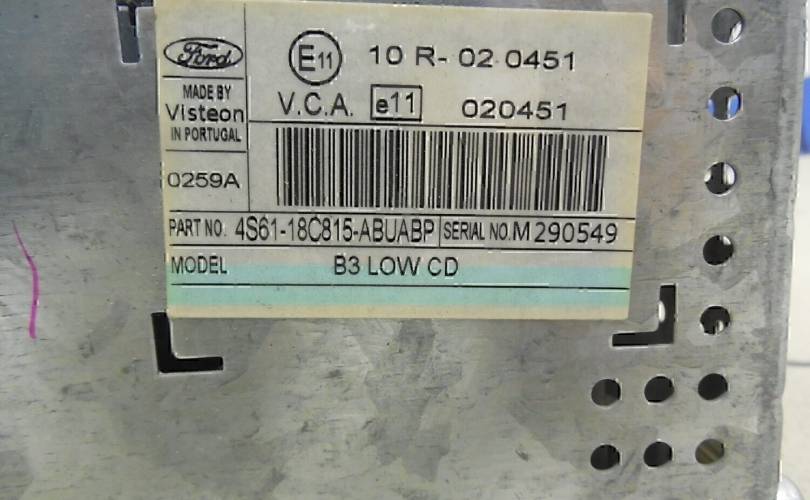 Ford
E11 10 R- 02 0451
MADE BY
Visteon
IN PORTUGAL
V.C.A. e11 020451
0259A
PART NO. 4S61-18C815-ABUABP SERIAL NO. M290549
MODEL B3 LOW CD